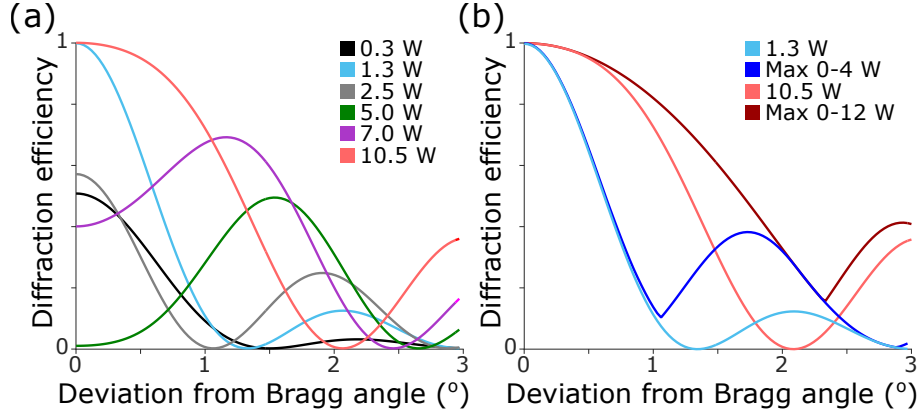 (a)
Diffraction efficiency
1
0
0
1
2
3
Deviation from Bragg angle (º)
0.3 W
1.3 W
2.5 W
5.0 W
7.0 W
10.5 W
(b)
Diffraction efficiency
1
0
0
1
2
3
Deviation from Bragg angle (º)
1.3 W
Max 0-4 W
10.5 W
Max 0-12 W